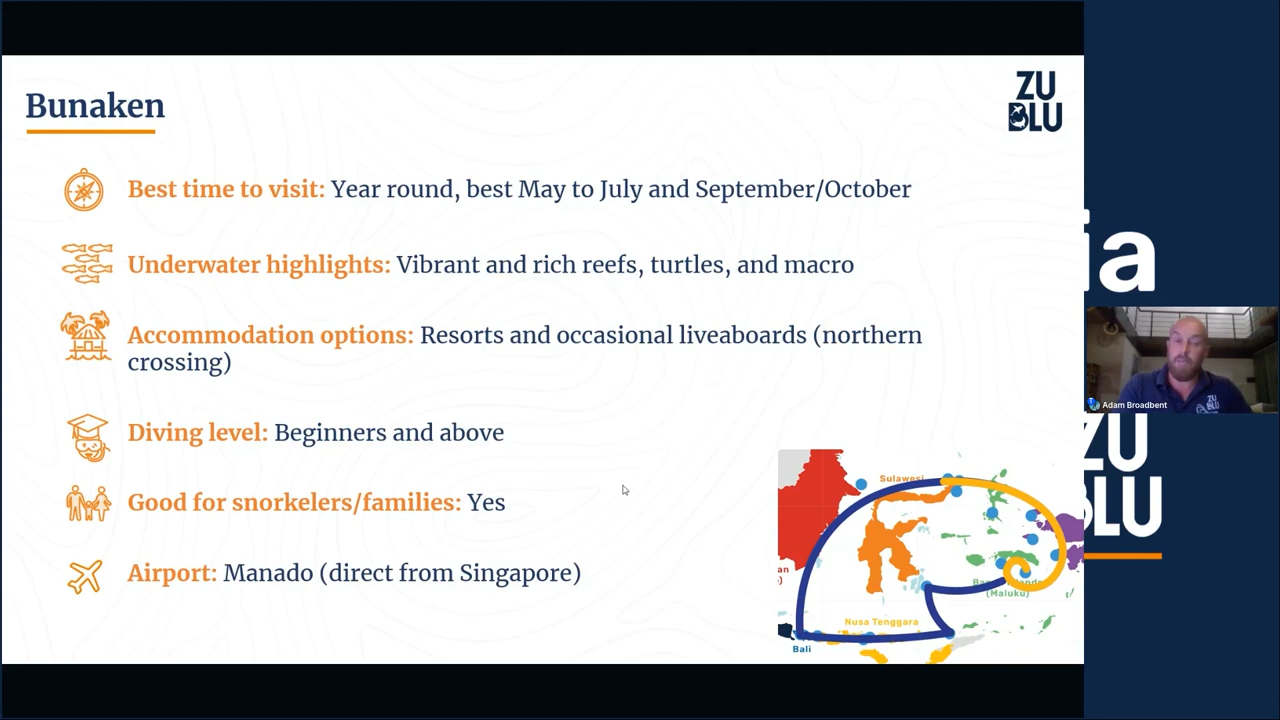 Bunaken
ZU
BLU
Best time to visit: Year round, best May to July and September/October
Underwater highlights: Vibrant and rich reefs, turtles, and macro
Accommodation options: Resorts and occasional liveaboards (northern
crossing)
Diving level: Beginners and above
Good for snorkelers/families: Yes
Airport: Manado (direct from Singapore)
Sulawesi
(Maluku)
Nusa Tenggara
Bali
ia
Adam Broadbent
ZU
BLU
ZU
BLU